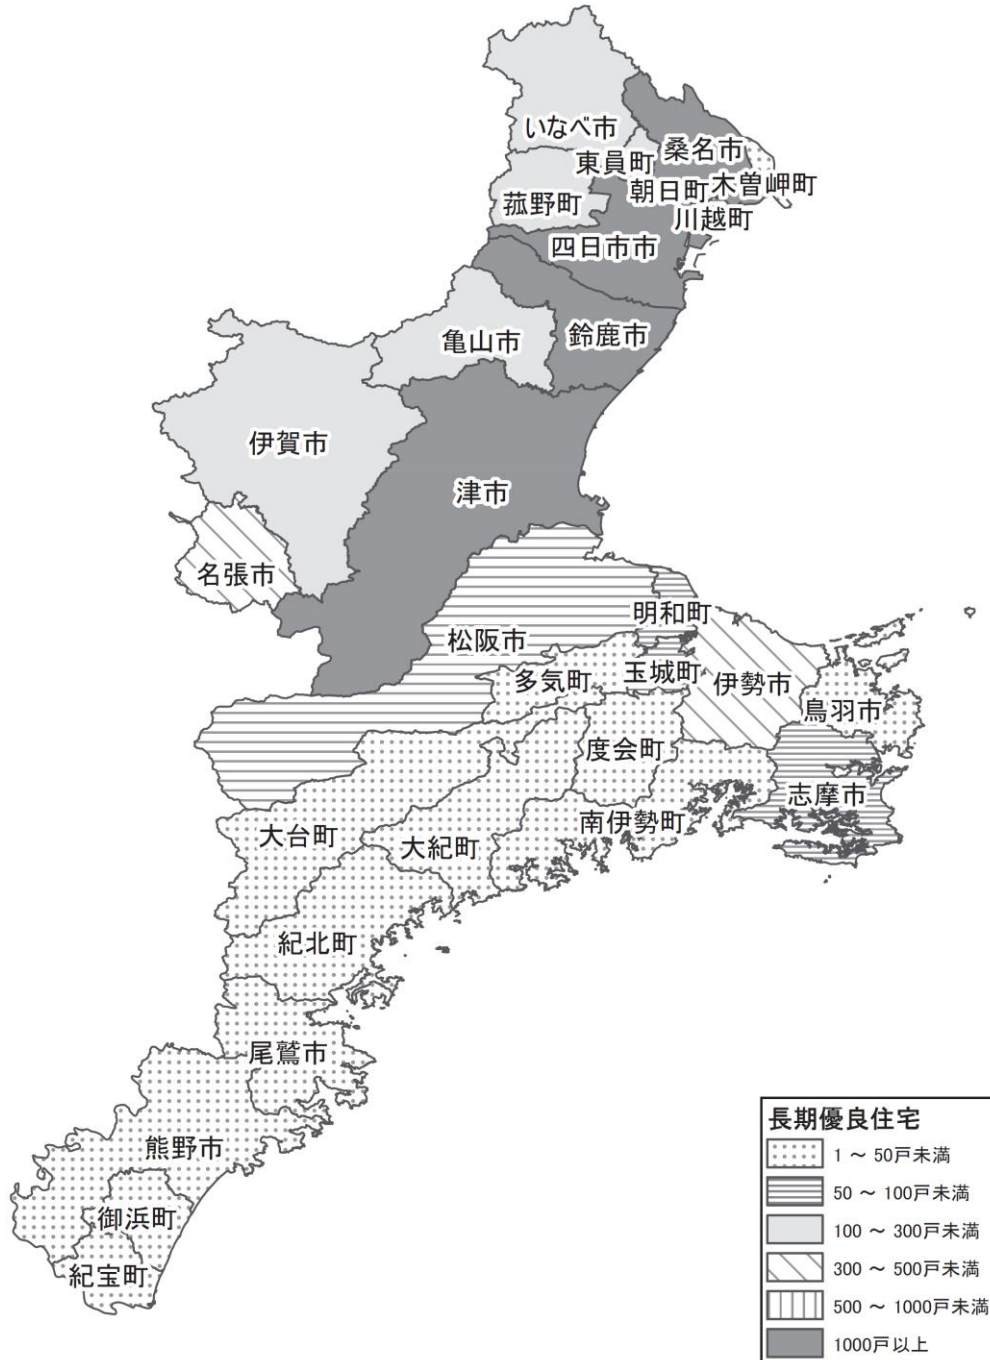 いなべ市
東員町
桑名市
朝日町
木曽岬町
菰野町
川越町
四日市市
亀山市
鈴鹿市
伊賀市
津市
名張市
明和町
松阪市
多気町
玉城町
伊勢市
鳥羽市
度会町
志摩市
南伊勢町
大台町
大紀町
紀北町
尾鷲市
熊野市
御浜町
紀宝町
長期優良住宅
1 ~ 50戸未満
50 ~ 100戸未満
100 ~ 300戸未満
300 ~ 500戸未満
500 ~ 1000戸未満
1000戸以上